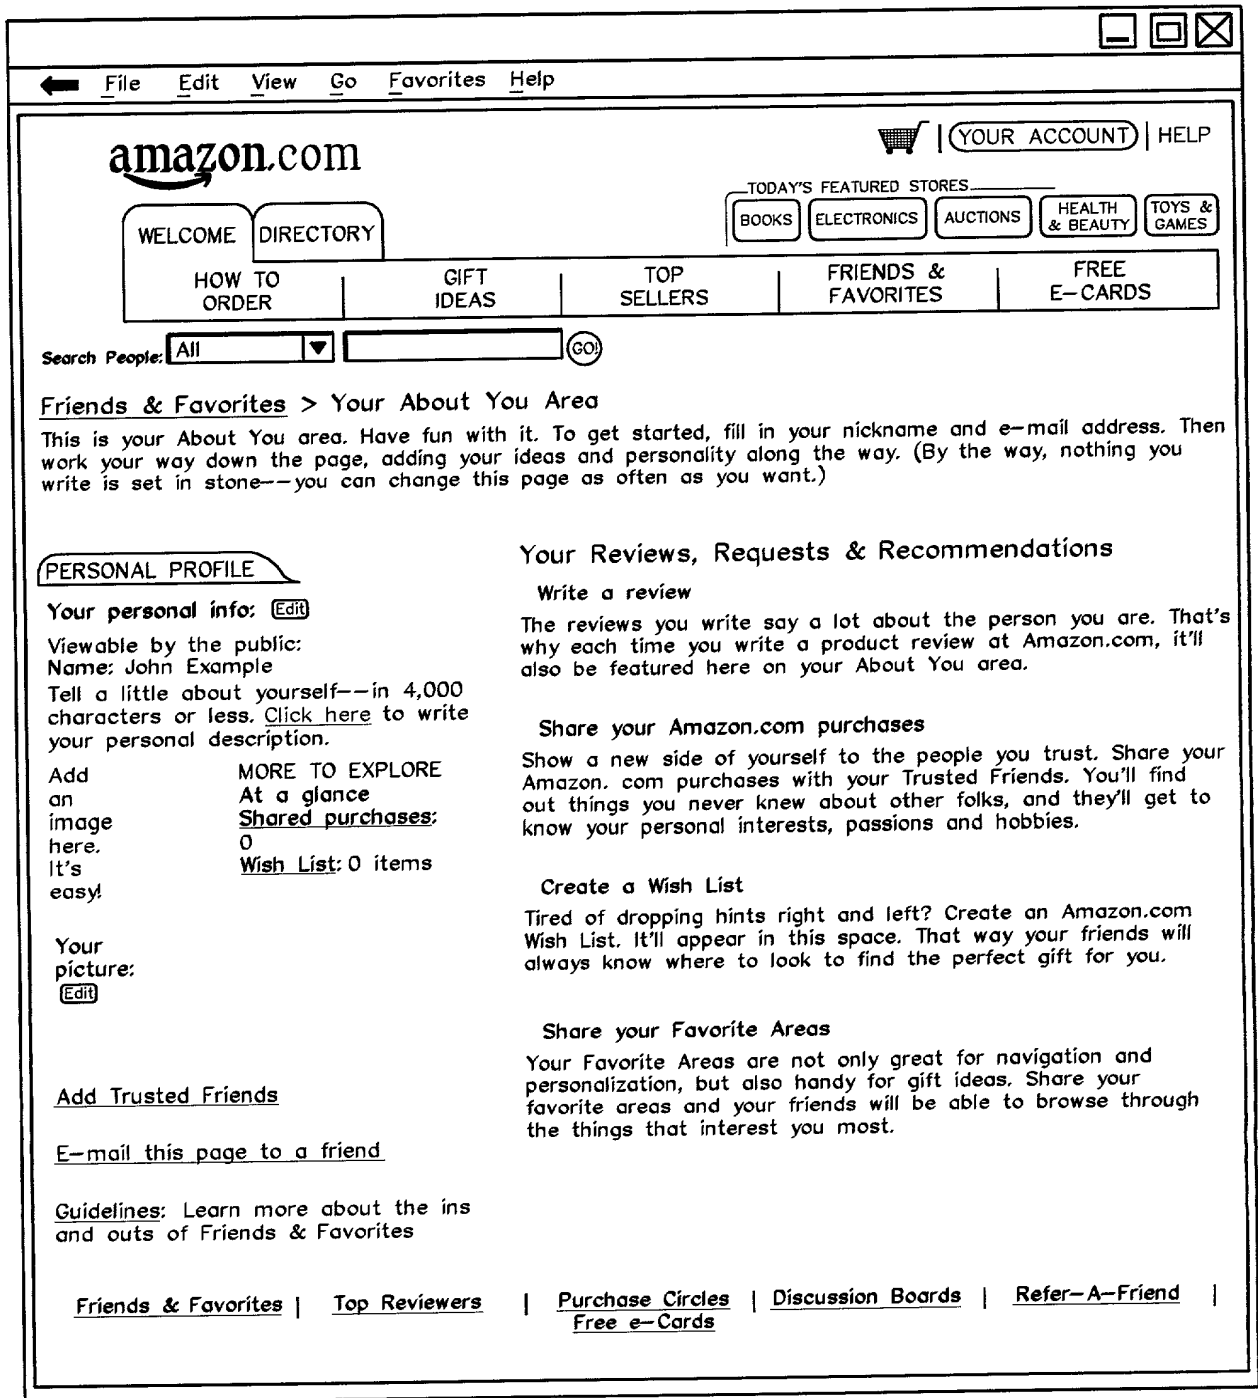 File Edit View Go Favorites Help
amazon.com
YOUR ACCOUNT | HELP
TODAY'S FEATURED STORES
BOOKS ELECTRONICS AUCTIONS HEALTH & BEAUTY TOYS & GAMES
WELCOME DIRECTORY
HOW TO ORDER | GIFT IDEAS | TOP SELLERS | FRIENDS & FAVORITES | FREE E-CARDS
Search People: All GO!
Friends & Favorites > Your About You Area
This is your About You area. Have fun with it. To get started, fill in your nickname and e-mail address. Then
work your way down the page, adding your ideas and personality along the way. (By the way, nothing you
write is set in stone--you can change this page as often as you want.)
PERSONAL PROFILE
Your personal info: Edit
Viewable by the public:
Name: John Example
Tell a little about yourself--in 4,000
characters or less. Click here to write
your personal description.
Add
an
image
here.
It's
easy!
MORE TO EXPLORE
At a glance
Shared purchases:
0
Wish List: 0 items
Your
picture:
Edit
Add Trusted Friends
E-mail this page to a friend
Guidelines: Learn more about the ins
and outs of Friends & Favorites
Your Reviews, Requests & Recommendations
Write a review
The reviews you write say a lot about the person you are. That's
why each time you write a product review at Amazon.com, it'll
also be featured here on your About You area.
Share your Amazon.com purchases
Show a new side of yourself to the people you trust. Share your
Amazon. com purchases with your Trusted Friends. You'll find
out things you never knew about other folks, and they'll get to
know your personal interests, passions and hobbies.
Create a Wish List
Tired of dropping hints right and left? Create an Amazon.com
Wish List. It'll appear in this space. That way your friends will
always know where to look to find the perfect gift for you.
Share your Favorite Areas
Your Favorite Areas are not only great for navigation and
personalization, but also handy for gift ideas. Share your
favorite areas and your friends will be able to browse through
the things that interest you most.
Friends & Favorites | Top Reviewers | Purchase Circles | Discussion Boards | Refer-A-Friend |
Free e-Cards